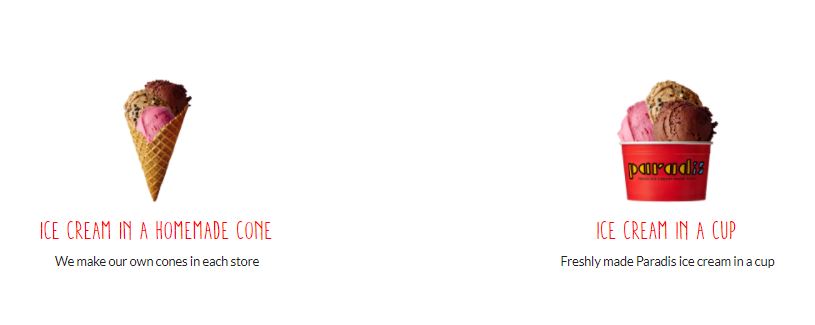 paradis
ICE CREAM IN A HOMEMADE CONE
We make our own cones in each store
ICE CREAM IN A CUP
Freshly made Paradis ice cream in a cup